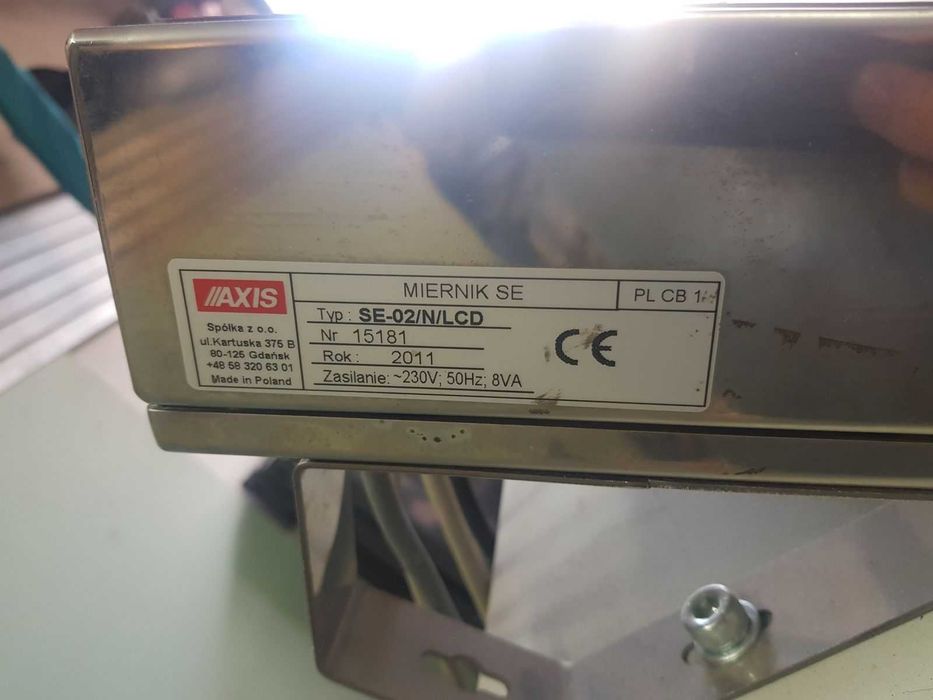 AXIS
Spółka z o.o.
ul.Kartuska 375 B
80-125 Gdańsk
+48 58 320 63 01
Made in Poland
MIERNIK SE
PL CB 1
Typ : SE-02/N/LCD
Nr 15181
Rok : 2011
Zasilanie: ~230V; 50Hz; 8VA
CE